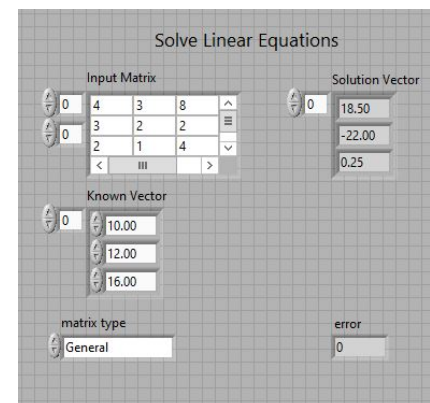 Solve Linear Equations
Input Matrix
Solution Vector
0 4 3 8
0 3 2 2
2 1 4
0 18.50
-22.00
0.25
Known Vector
0 10.00
12.00
16.00
matrix type
General
error
0